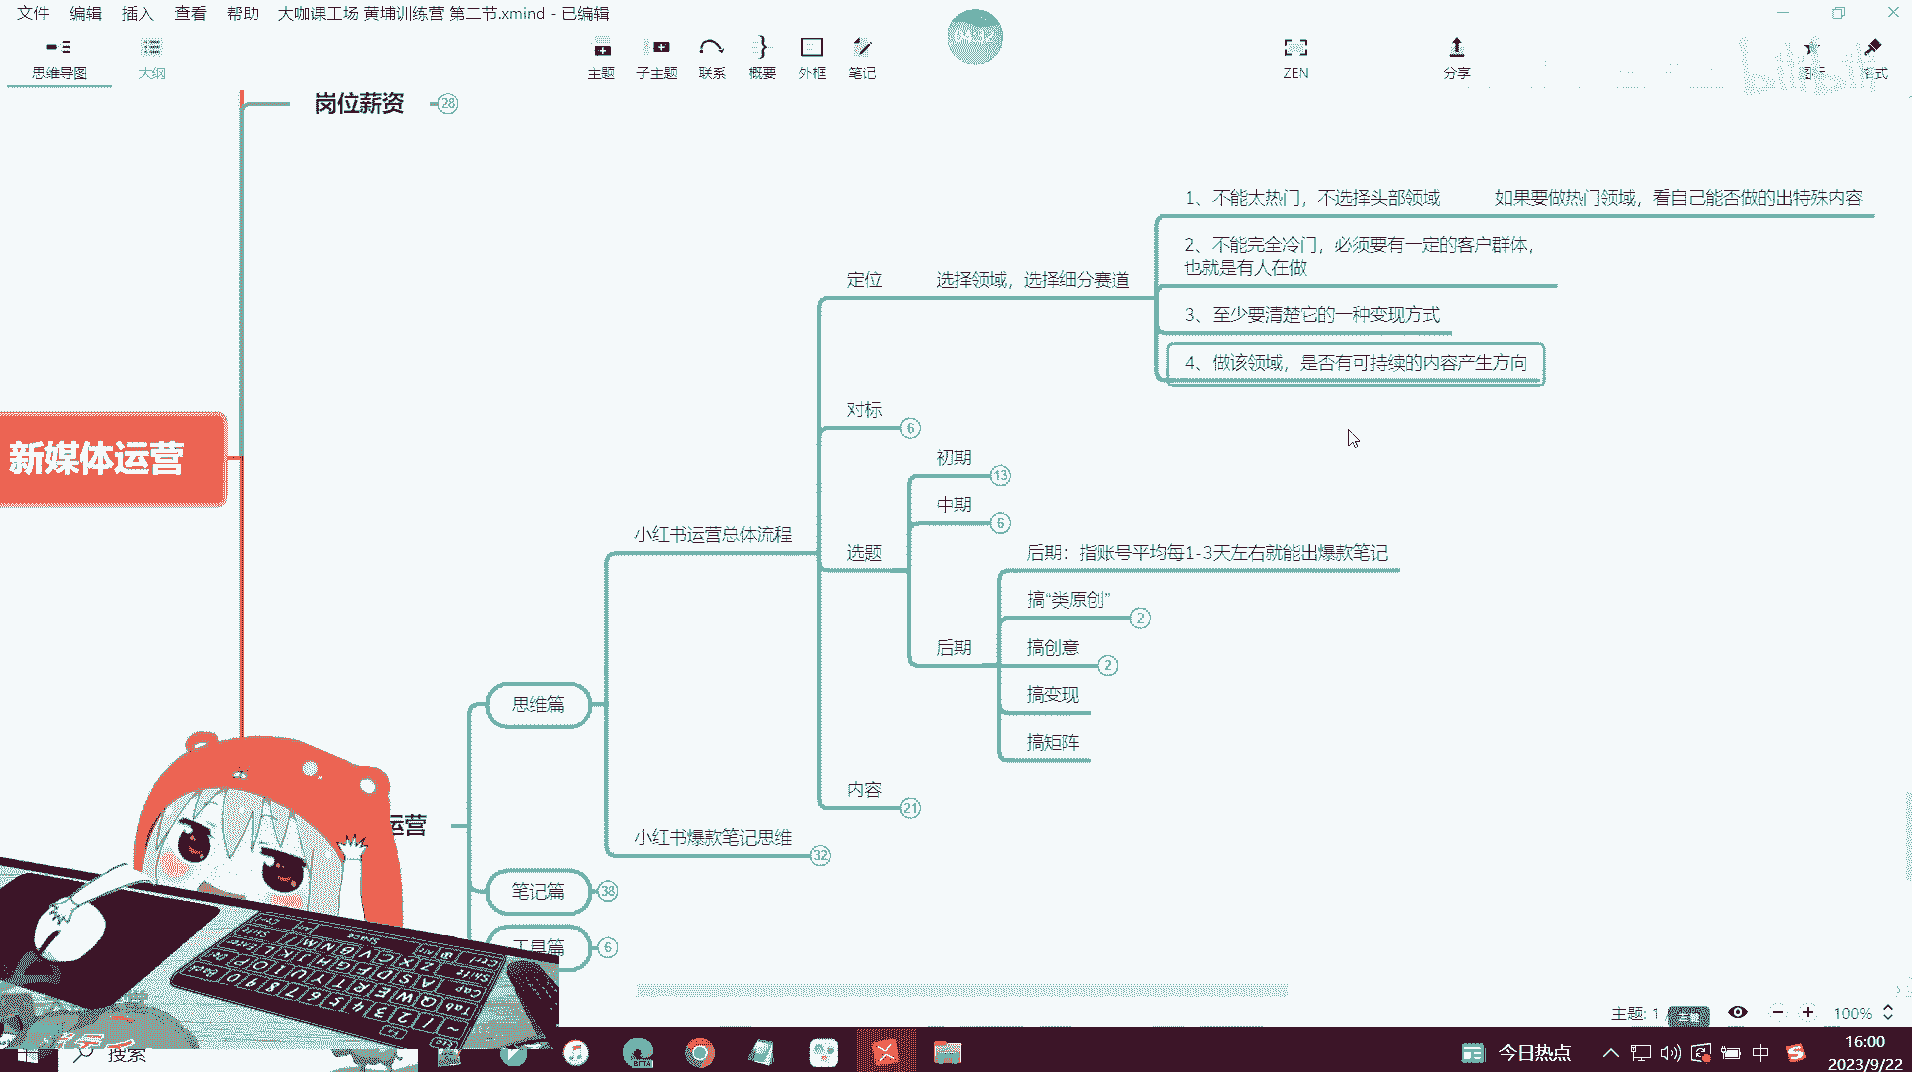 文件 编辑 插入 查看 帮助 大咖课工场 黄埔训练营 第二节.xmind - 已编辑
思维导图 大纲 主题 子主题 联系 概要 外框 笔记 ZEN 分享
岗位薪资 28
1、不能太热门，不选择头部领域 如果要做热门领域，看自己能否做的出特殊内容
2、不能完全冷门，必须要有一定的客户群体，
也就是有人在做
定位 选择领域，选择细分赛道
3、至少要清楚它的一种变现方式
4、做该领域，是否有可持续的内容产生方向
对标 6
新媒体运营
初期 13
中期 6
小红书运营总体流程
选题
后期：指账号平均每1-3天左右就能出爆款笔记
搞“类原创” 2
后期
搞创意 2
搞变现
搞矩阵
思维篇
内容 21
小红书爆款笔记思维 32
运营
笔记篇 38
工具篇 6
主题: 1
100%
搜索
BETA
今日热点
中
16:00
2023/9/22